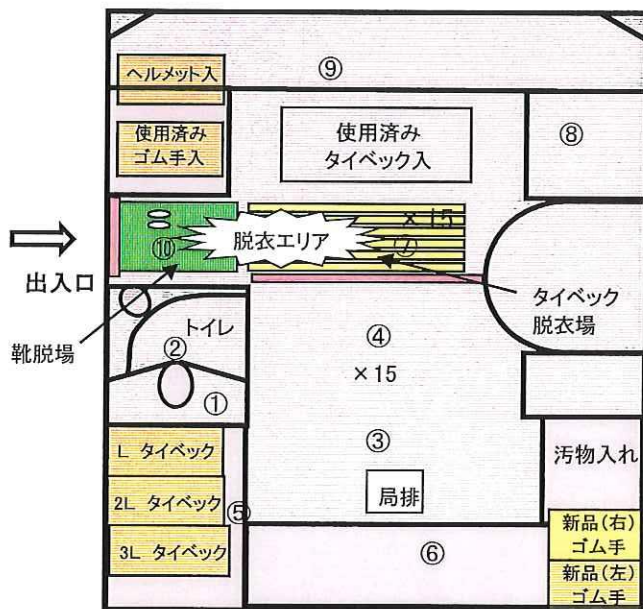 ⑨
ヘルメット入
使用済み
ゴム手入
使用済み
タイベック入
⑧
×15
脱衣エリア
⑩
⑦
出入口
靴脱場
タイベック
脱衣場
トイレ
②
①
④
×15
③
局排
L タイベック
2L タイベック
3L タイベック
⑤
⑥
汚物入れ
新品(右)
ゴム手
新品(左)
ゴム手